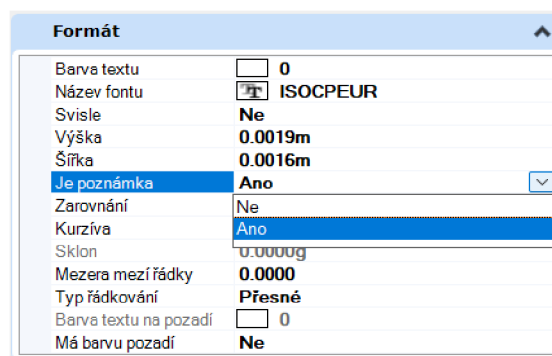 Formát
Barva textu 0
Název fontu ISOCPEUR
Svisle Ne
Výška 0.0019m
Šířka 0.0016m
Je poznámka Ano
Zarovnání Ne
Kurzíva Ano
Sklon 0.0000g
Mezera mezí řádky 0.0000
Typ řádkování Přesné
Barva textu na pozadí 0
Má barvu pozadí Ne